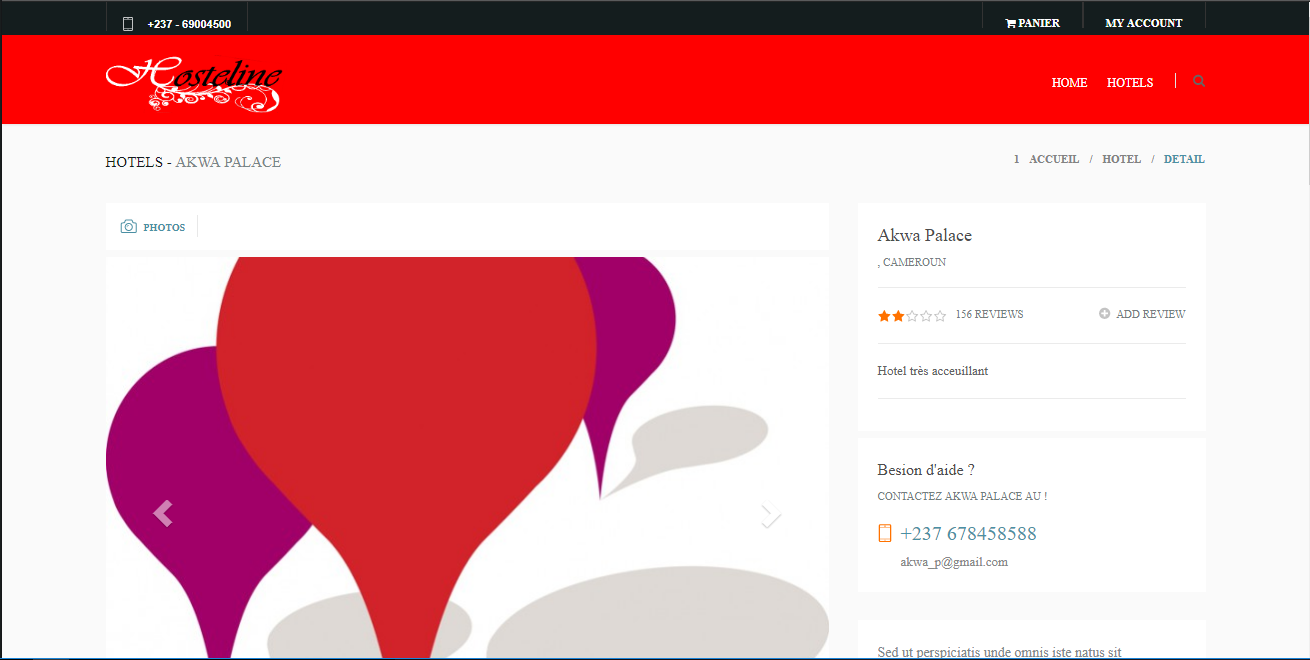 +237 - 69004500
PANIER
MY ACCOUNT
Hosteline
HOME
HOTELS
HOTELS - AKWA PALACE
1 ACCUEIL / HOTEL / DETAIL
PHOTOS
Akwa Palace
, CAMEROUN
156 REVIEWS
ADD REVIEW
Hotel très acceuillant
Besion d'aide ?
CONTACTEZ AKWA PALACE AU !
+237 678458588
akwa_p@gmail.com
Sed ut perspiciatis unde omnis iste natus sit